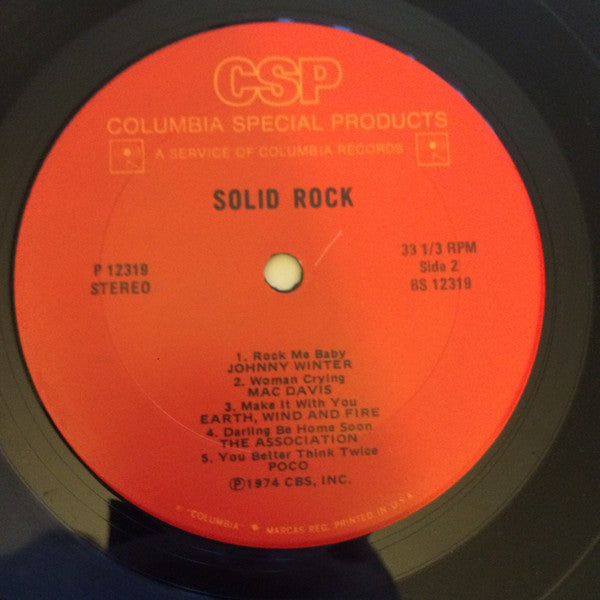 CSP
COLUMBIA SPECIAL PRODUCTS
A SERVICE OF COLUMBIA RECORDS
SOLID ROCK
P 12319
STEREO
33 1/3 RPM
Side 2
BS 12319
1. Rock Me Baby
JOHNNY WINTER
2. Woman Crying
MAC DAVIS
3. Make It With You
EARTH, WIND AND FIRE
4. Darling Be Home Soon
THE ASSOCIATION
5. You Better Think Twice
POCO
Ⓟ1974 CBS, INC.
"COLUMBIA" MARCAS REG. PRINTED IN U.S.A.